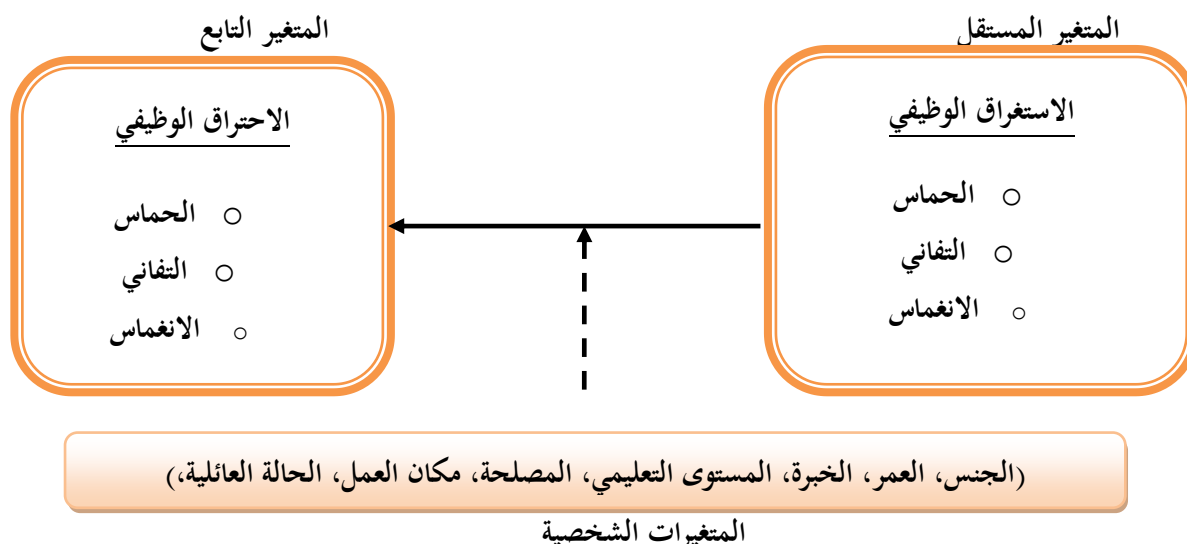 المتغير المستقل
الاستغراق الوظيفي
○ الحماس
○ التفاني
○ الانغماس
المتغير التابع
الاحتراق الوظيفي
○ الحماس
○ التفاني
○ الانغماس
(الجنس، العمر، الخبرة، المستوى التعليمي، المصلحة، مكان العمل، الحالة العائلية،)
المتغيرات الشخصية